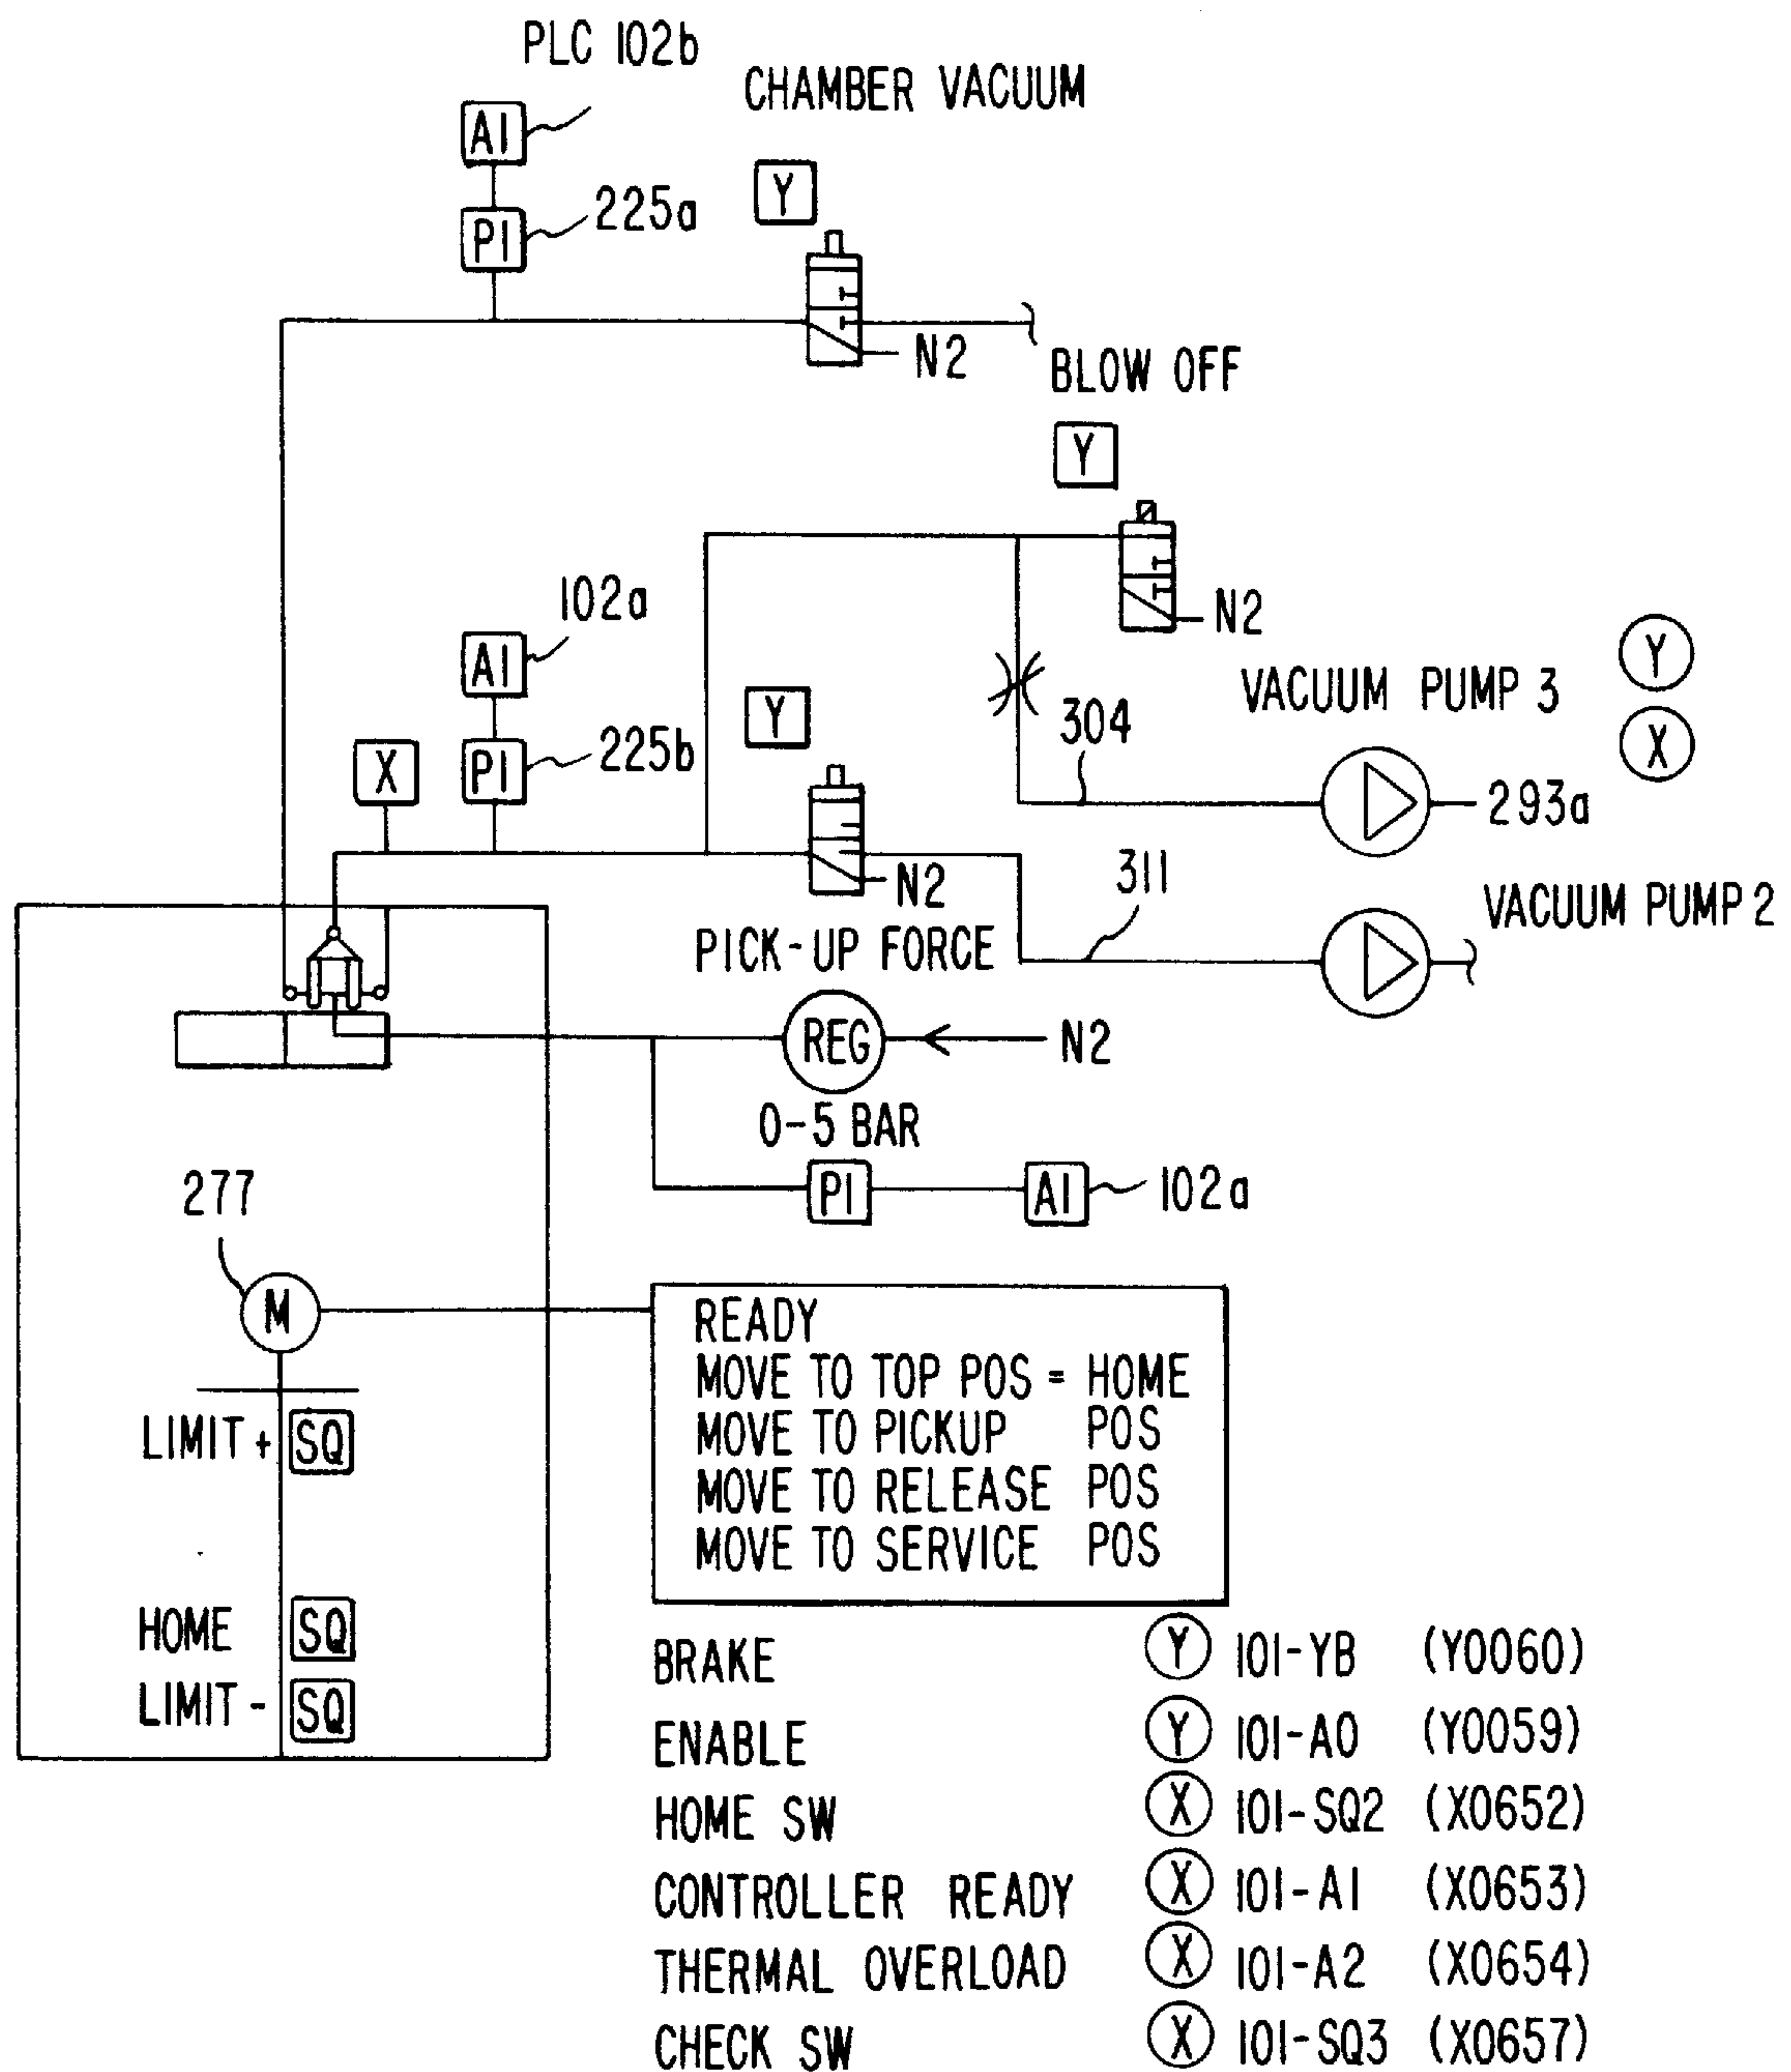 PLC 102b
CHAMBER VACUUM
AI
Y
PI
225a
N2
BLOW OFF
Y
102a
AI
N2
Y
VACUUM PUMP 3
Y
X
304
X
PI
225b
293a
N2
311
VACUUM PUMP 2
PICK-UP FORCE
REG
N2
0-5 BAR
277
PI
AI
102a
M
READY
MOVE TO TOP POS = HOME
MOVE TO PICKUP POS
MOVE TO RELEASE POS
MOVE TO SERVICE POS
LIMIT + SQ
HOME SQ
LIMIT - SQ
BRAKE Y 101-YB (Y0060)
ENABLE Y 101-A0 (Y0059)
HOME SW X 101-SQ2 (X0652)
CONTROLLER READY X 101-A1 (X0653)
THERMAL OVERLOAD X 101-A2 (X0654)
CHECK SW X 101-SQ3 (X0657)